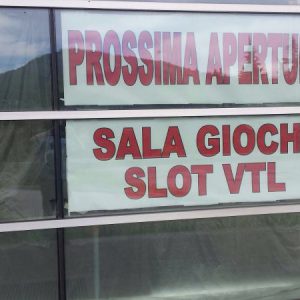 PROSSIMA APERTU
SALA GIOCH
SLOT VTL